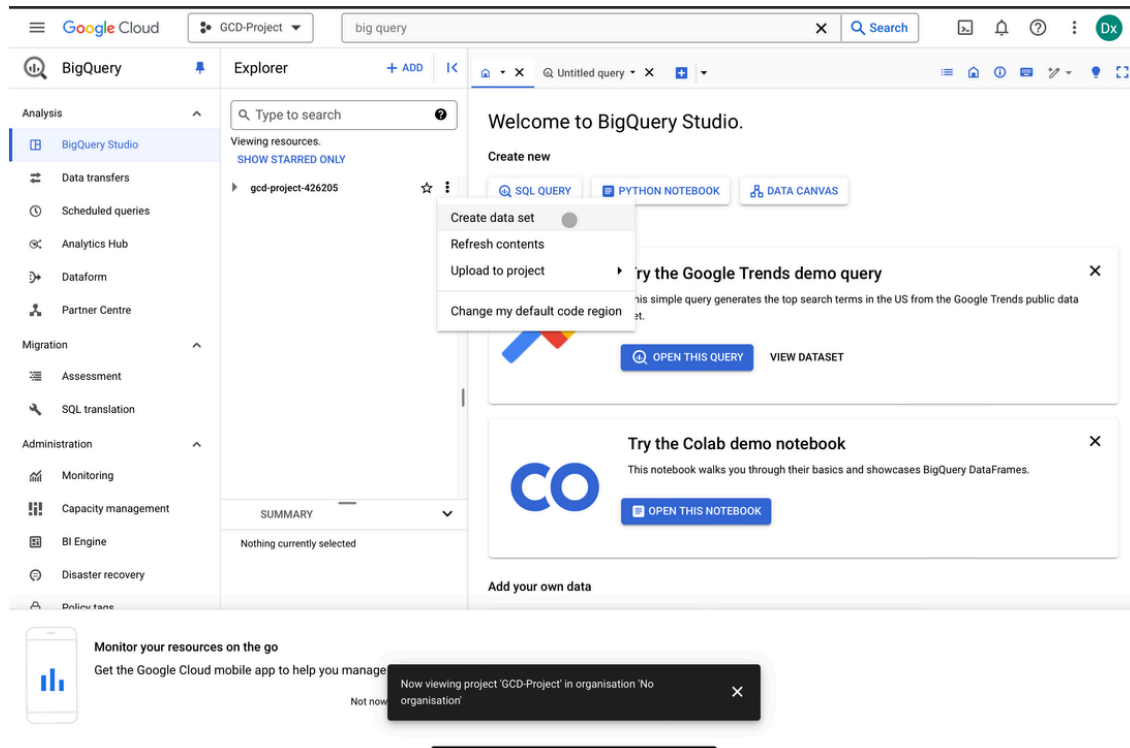 Google Cloud
GCD-Project
big query
Search
Dx
BigQuery
Explorer
+ ADD
Untitled query
Analysis
BigQuery Studio
Data transfers
Scheduled queries
Analytics Hub
Dataform
Partner Centre
Migration
Assessment
SQL translation
Administration
Monitoring
Capacity management
BI Engine
Disaster recovery
Policy tags
Type to search
Viewing resources.
SHOW STARRED ONLY
gcd-project-426205
Create data set
Refresh contents
Upload to project
Change my default code region
SUMMARY
Nothing currently selected
Welcome to BigQuery Studio.
Create new
SQL QUERY
PYTHON NOTEBOOK
DATA CANVAS
Try the Google Trends demo query
his simple query generates the top search terms in the US from the Google Trends public data
et.
OPEN THIS QUERY
VIEW DATASET
CO
Try the Colab demo notebook
This notebook walks you through their basics and showcases BigQuery DataFrames.
OPEN THIS NOTEBOOK
Add your own data
Monitor your resources on the go
Get the Google Cloud mobile app to help you manage
Not now
Now viewing project 'GCD-Project' in organisation 'No
organisation'